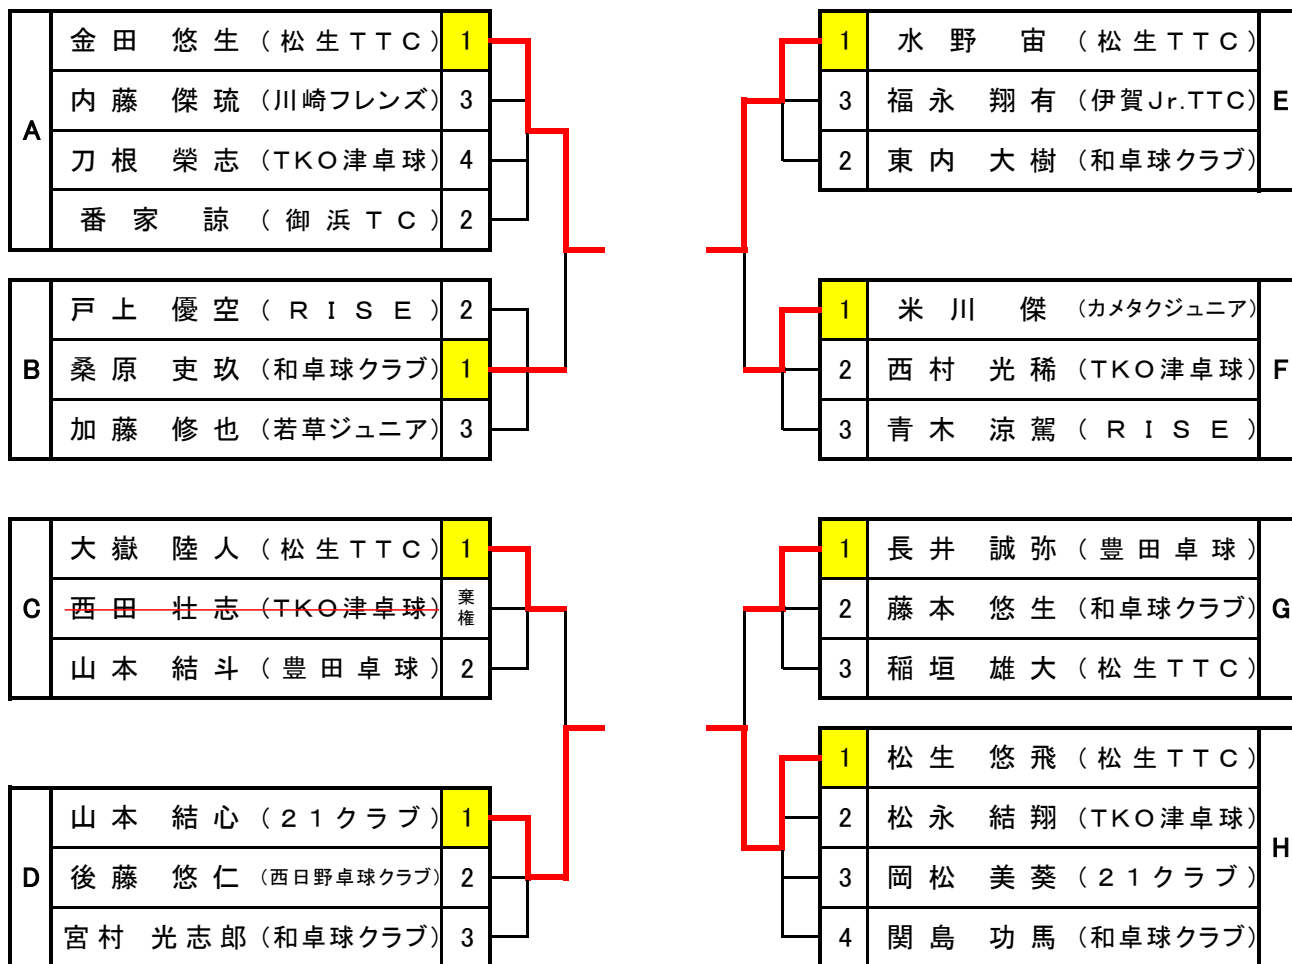 A
金田 悠生 (松生TTC) 1
内藤 傑琉 (川崎フレンズ) 3
刀根 榮志 (TKO津卓球) 4
番家 諒 (御浜TC) 2
B
戸上 優空 (RISE) 2
桑原 吏玖 (和卓球クラブ) 1
加藤 修也 (若草ジュニア) 3
C
大嶽 陸人 (松生TTC) 1
西田 壮志 (TKO津卓球) 棄権
山本 結斗 (豊田卓球) 2
D
山本 結心 (21クラブ) 1
後藤 悠仁 (西日野卓球クラブ) 2
宮村 光志郎 (和卓球クラブ) 3
1 水野 宙 (松生TTC)
3 福永 翔有 (伊賀Jr.TTC)
2 東内 大樹 (和卓球クラブ)
E
1 米川 傑 (カメタクジュニア)
2 西村 光稀 (TKO津卓球)
3 青木 涼駕 (RISE)
F
1 長井 誠弥 (豊田卓球)
2 藤本 悠生 (和卓球クラブ)
3 稲垣 雄大 (松生TTC)
G
1 松生 悠飛 (松生TTC)
2 松永 結翔 (TKO津卓球)
3 岡松 美葵 (21クラブ)
4 関島 功馬 (和卓球クラブ)
H